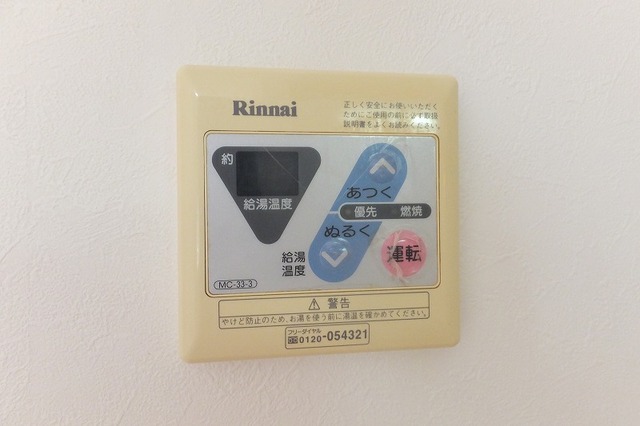 Rinnai
正しく安全にお使いいただく
ためにご使用の前に必ず取扱
説明書をよくお読みください。
約
給湯温度
あつく
優先 燃焼
ぬるく
給湯
温度
運転
MC-33-3
⚠ 警告
やけど防止のため、お湯を使う前に湯温を確かめてください。
フリーダイヤル
0120-054321